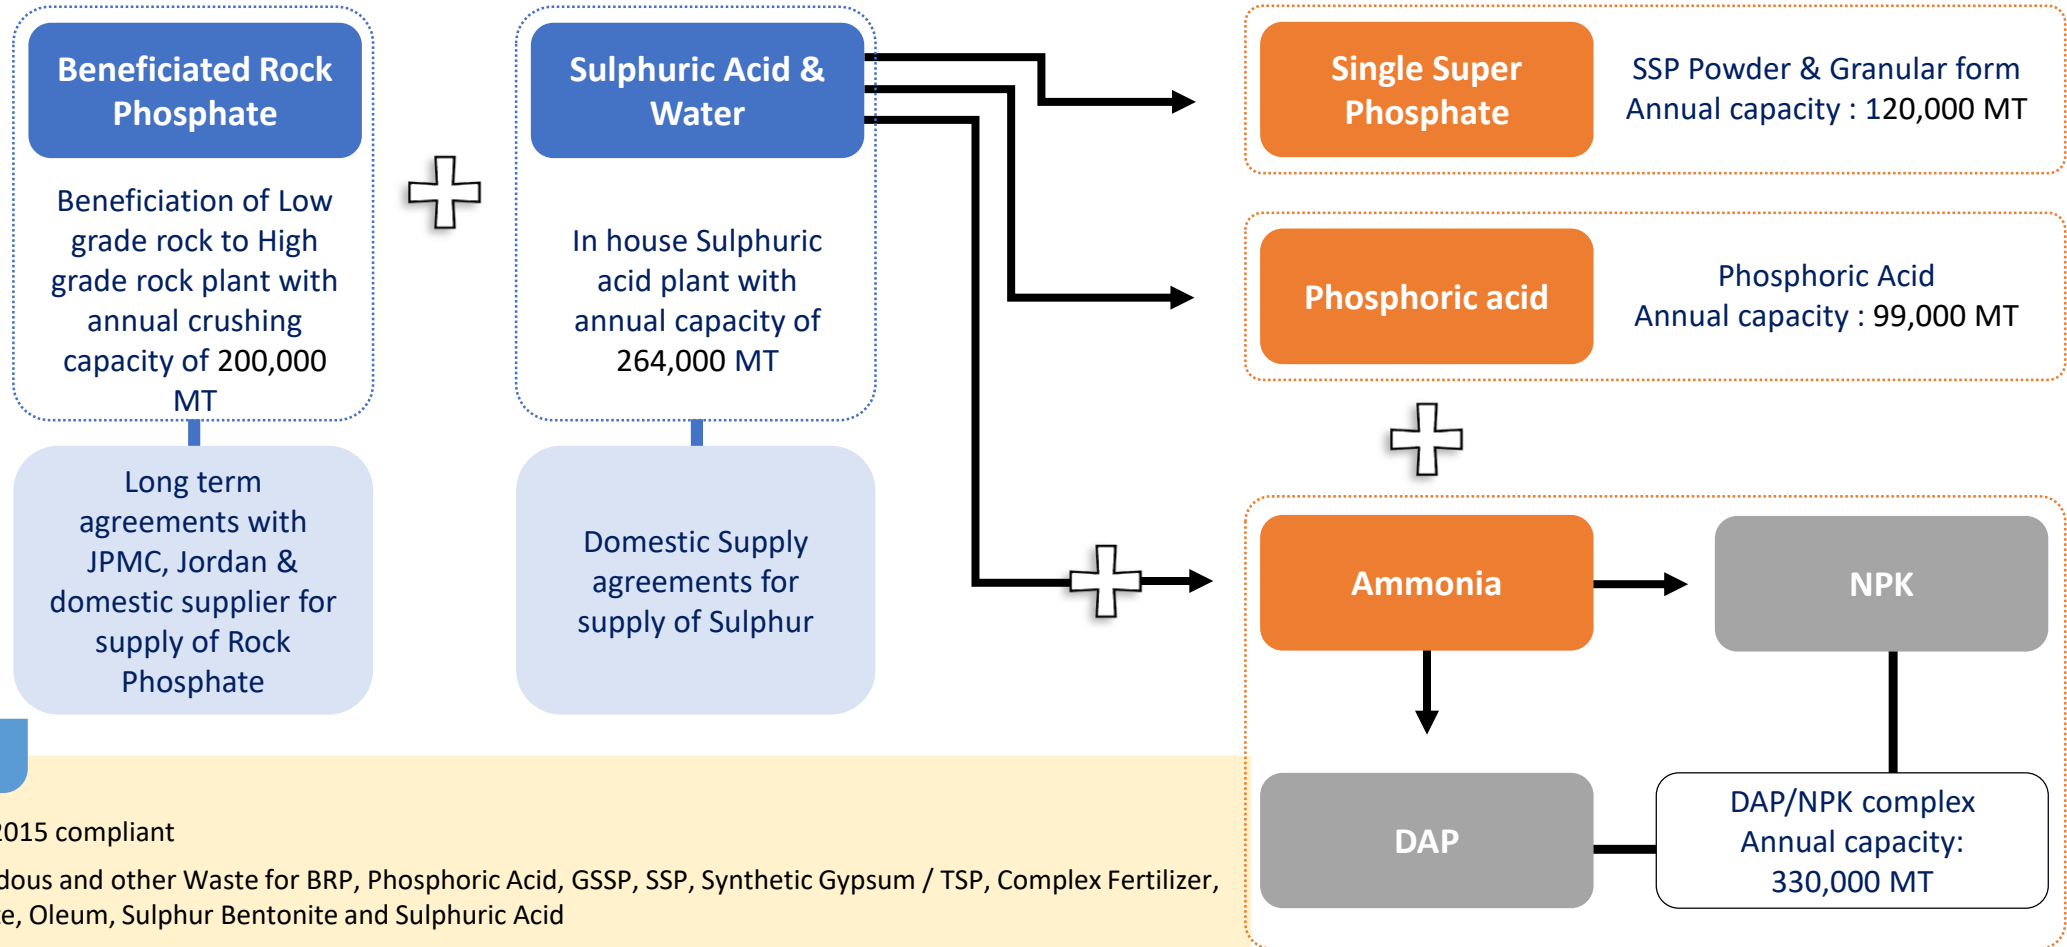 Beneficiated Rock
Phosphate
Beneficiation of Low
grade rock to High
grade rock plant with
annual crushing
capacity of 200,000
MT
Long term
agreements with
JPMC, Jordan &
domestic supplier for
supply of Rock
Phosphate
Sulphuric Acid &
Water
In house Sulphuric
acid plant with
annual capacity of
264,000 MT
Domestic Supply
agreements for
supply of Sulphur
Single Super
Phosphate
SSP Powder & Granular form
Annual capacity : 120,000 MT
Phosphoric acid
Phosphoric Acid
Annual capacity : 99,000 MT
Ammonia
NPK
DAP
DAP/NPK complex
Annual capacity:
330,000 MT
2015 compliant
dous and other Waste for BRP, Phosphoric Acid, GSSP, SSP, Synthetic Gypsum / TSP, Complex Fertilizer,
te, Oleum, Sulphur Bentonite and Sulphuric Acid